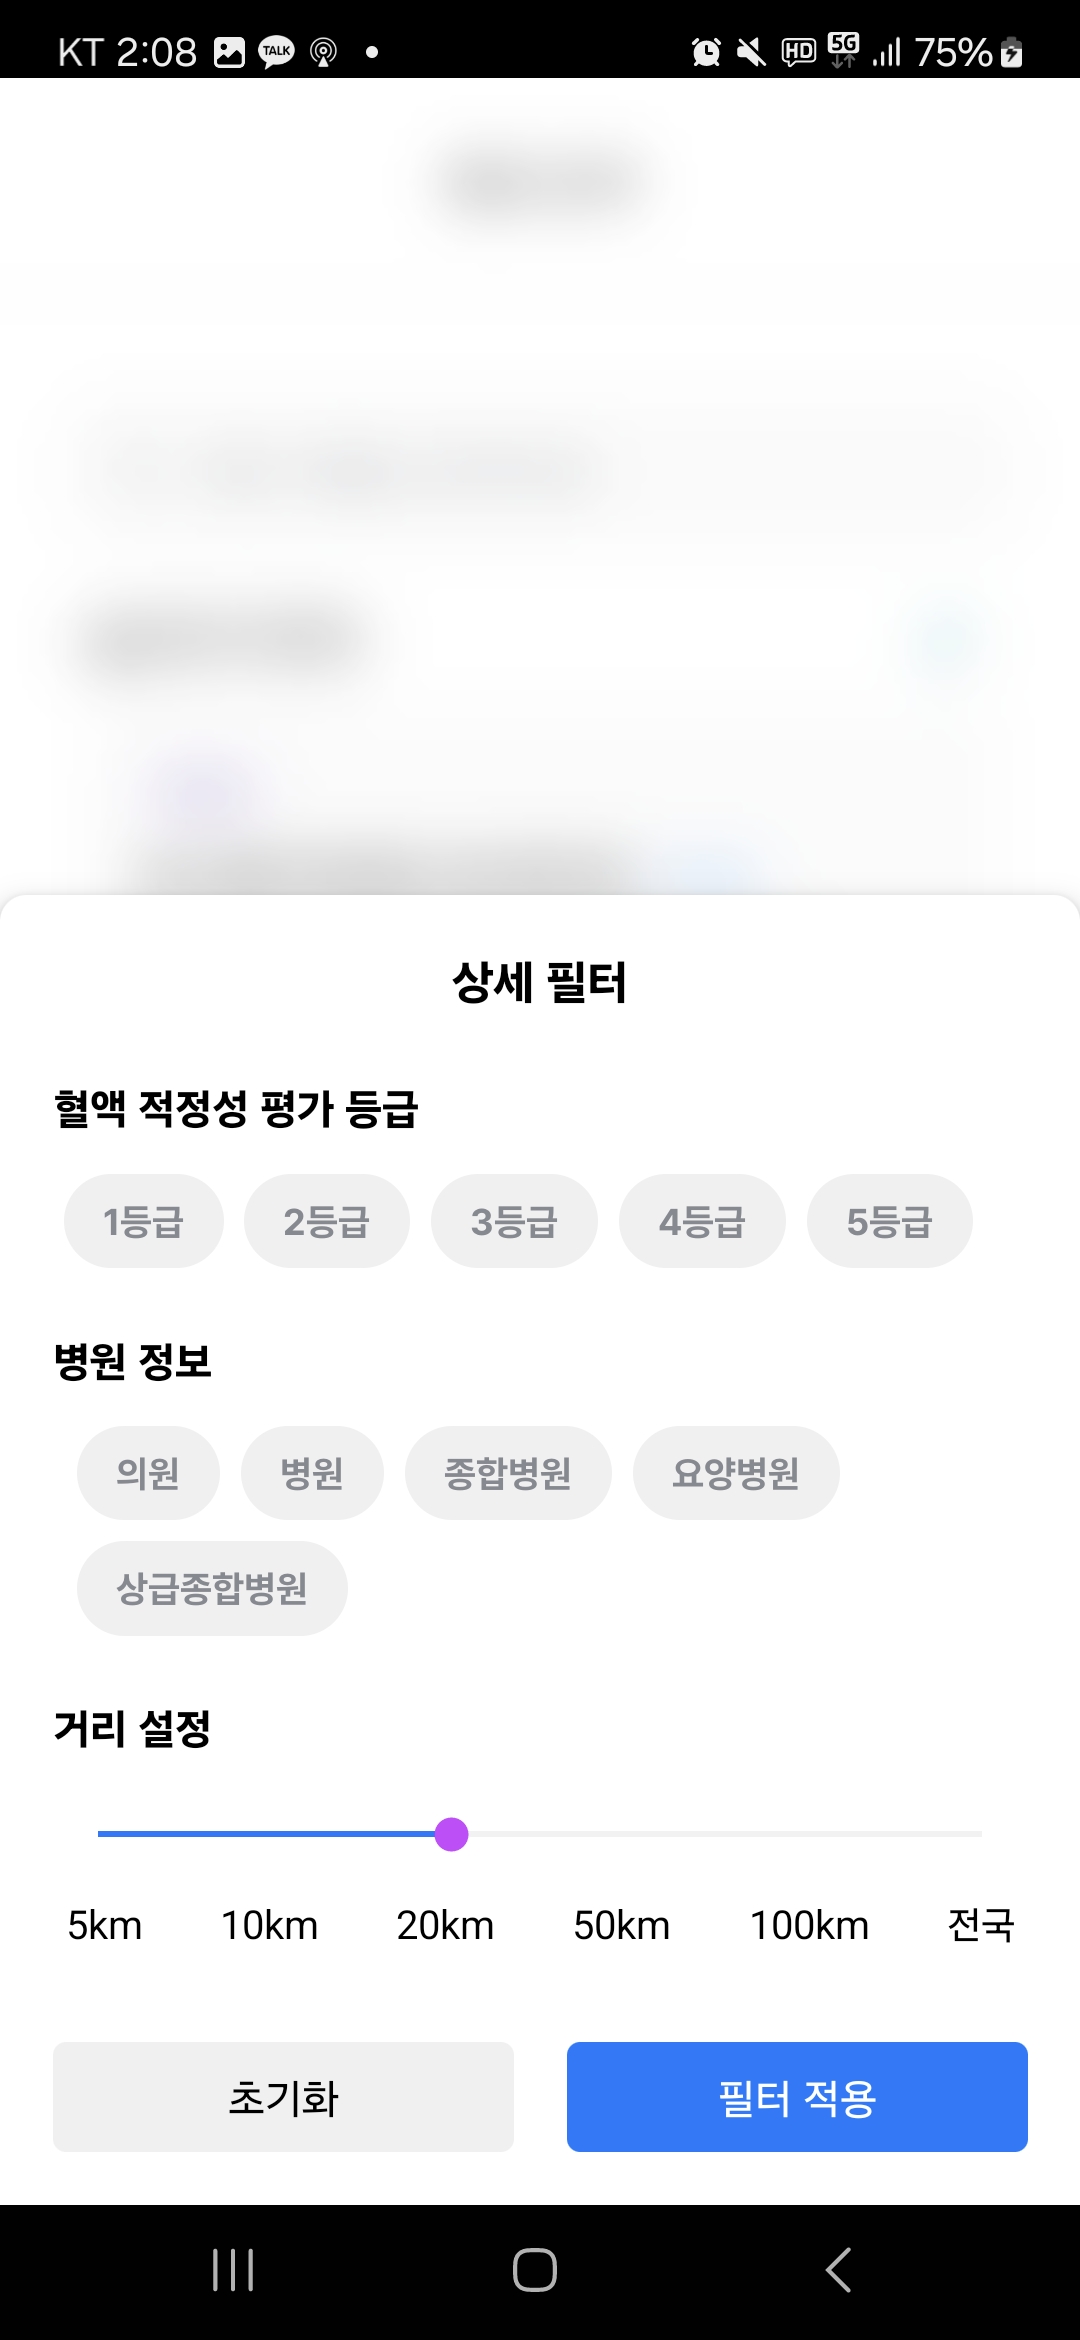 KT 2:08 TALK HD 5G 75%
상세 필터
혈액 적정성 평가 등급
1등급 2등급 3등급 4등급 5등급
병원 정보
의원 병원 종합병원 요양병원
상급종합병원
거리 설정
5km 10km 20km 50km 100km 전국
초기화 필터 적용